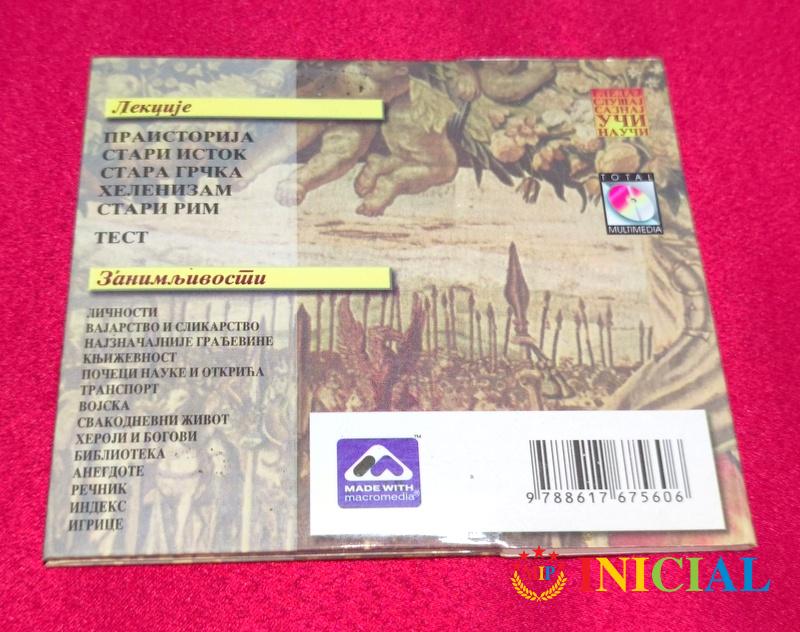 Лекције
ПРАИСТОРИЈА
СТАРИ ИСТОК
СТАРА ГРЧКА
ХЕЛЕНИЗАМ
СТАРИ РИМ
ТЕСТ
Занимљивости
ЛИЧНОСТИ
ВАЈАРСТВО И СЛИКАРСТВО
НАЈЗНАЧАЈНИЈЕ ГРАЂЕВИНЕ
КЊИЖЕВНОСТ
ПОЧЕЦИ НАУКЕ И ОТКРИЋА
ТРАНСПОРТ
ВОЈСКА
СВАКОДНЕВНИ ЖИВОТ
ХЕРОЈИ И БОГОВИ
БИБЛИОТЕКА
АНЕГДОТЕ
РЕЧНИК
ИНДЕКС
ИГРИЦЕ
ГЛЕДАЈ
СЛУШАЈ
САЗНАЈ
УЧИ
НАУЧИ
TOTAL
MULTIMEDIA
MADE WITH
macromedia®
™
9 788617 675606
IP
INICIAL